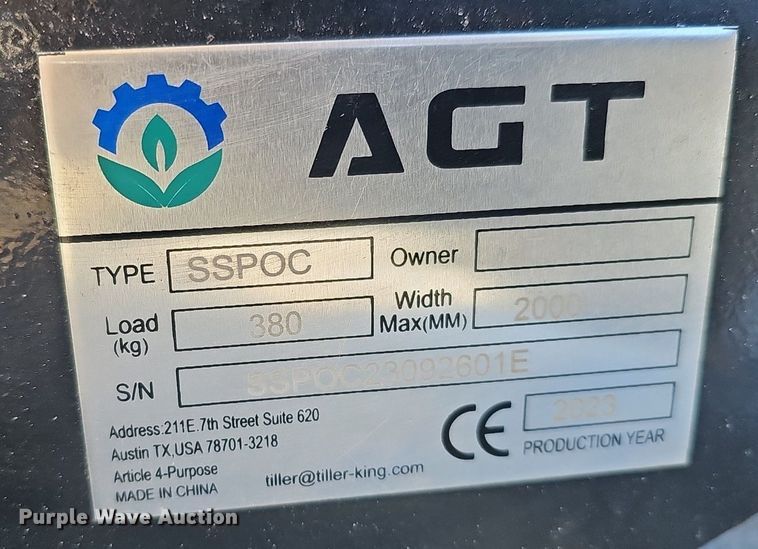 AGT
TYPE SSPOC Owner
Load (kg) 380 Width Max(MM) 2000
S/N SSPOC23092601E
Address:211E.7th Street Suite 620
Austin TX,USA 78701-3218
Article 4-Purpose
MADE IN CHINA
tiller@tiller-king.com
CE 2023
PRODUCTION YEAR
Purple Wave Auction